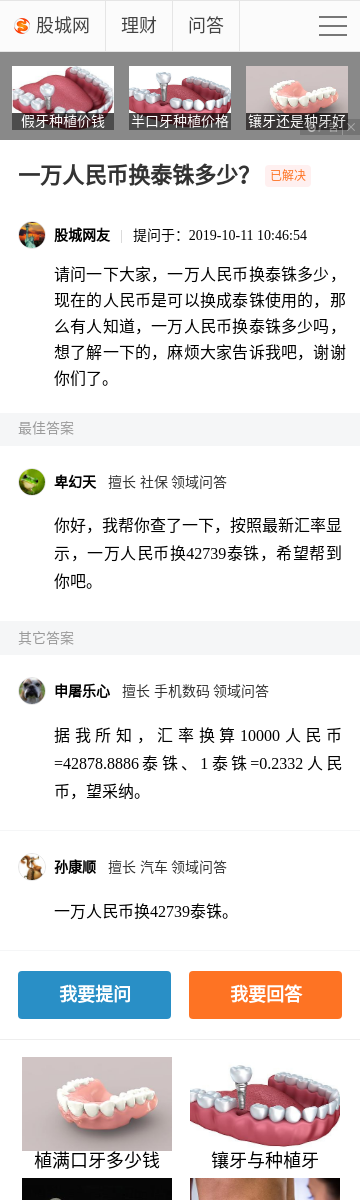 股城网 理财 问答
假牙种植价钱 半口牙种植价格 镶牙还是种牙好
一万人民币换泰铢多少? 已解决
股城网友 | 提问于：2019-10-11 10:46:54
请问一下大家，一万人民币换泰铢多少，
现在的人民币是可以换成泰铢使用的，那
么有人知道，一万人民币换泰铢多少吗，
想了解一下的，麻烦大家告诉我吧，谢谢
你们了。
最佳答案
卑幻天 擅长 社保 领域问答
你好，我帮你查了一下，按照最新汇率显
示，一万人民币换42739泰铢，希望帮到
你吧。
其它答案
申屠乐心 擅长 手机数码 领域问答
据我所知，汇率换算10000人民币
=42878.8886泰铢、1泰铢=0.2332人民
币，望采纳。
孙康顺 擅长 汽车 领域问答
一万人民币换42739泰铢。
我要提问 我要回答
植满口牙多少钱 镶牙与种植牙